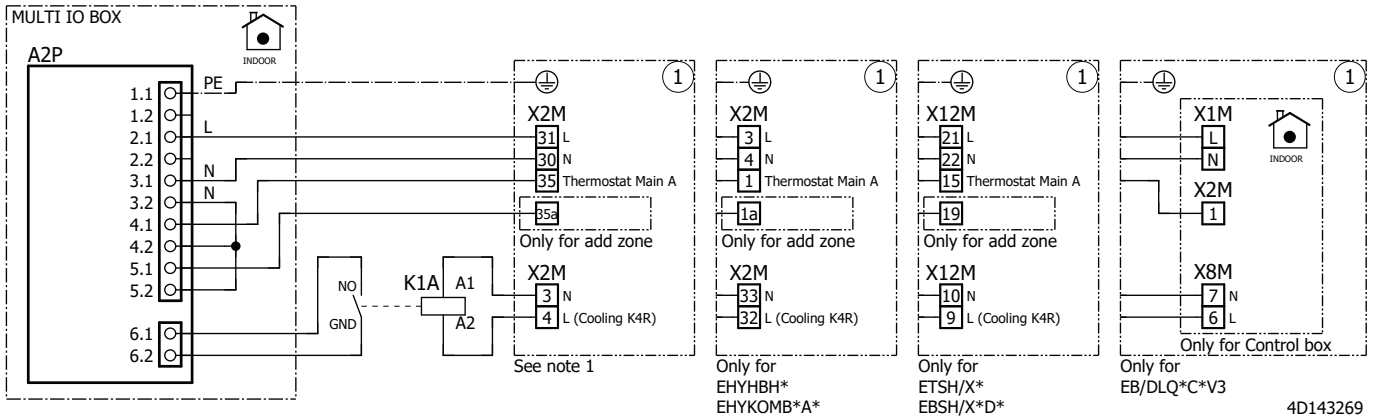 MULTI IO BOX
INDOOR
A2P
1.1
1.2
2.1
2.2
3.1
3.2
4.1
4.2
5.1
5.2
6.1
6.2
PE
L
N
N
NO
GND
K1A
A1
A2
1
X2M
31 L
30 N
35 Thermostat Main A
35a
Only for add zone
X2M
3 N
4 L (Cooling K4R)
See note 1
1
X2M
3 L
4 N
1 Thermostat Main A
1a
Only for add zone
X2M
33 N
32 L (Cooling K4R)
Only for
EHYHBH*
EHYKOMB*A*
1
X12M
21 L
22 N
15 Thermostat Main A
19
Only for add zone
X12M
10 N
9 L (Cooling K4R)
Only for
ETSH/X*
EBSH/X*D*
1
X1M
L
N
INDOOR
X2M
1
X8M
7 N
6 L
Only for Control box
Only for
EB/DLQ*C*V3
4D143269